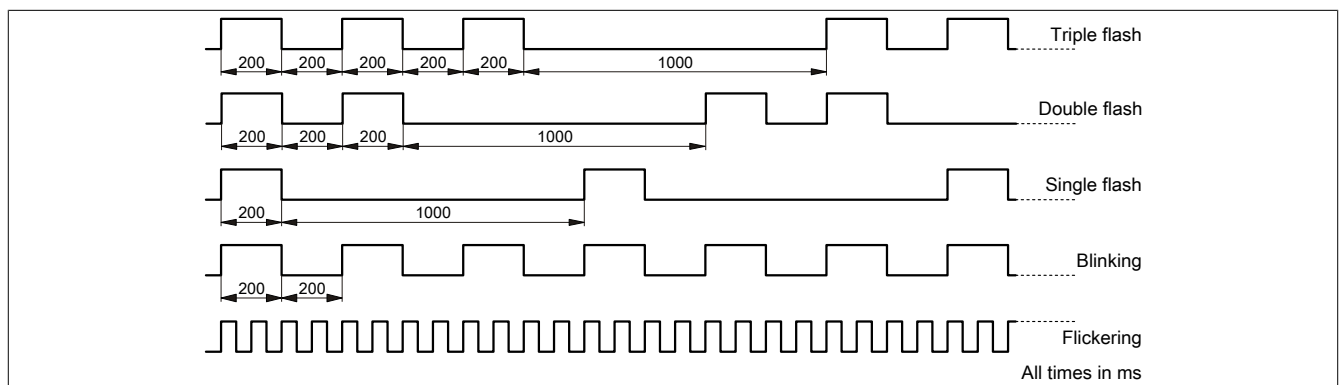 Triple flash
200 200 200 200 200 1000
Double flash
200 200 200 1000
Single flash
200 1000
Blinking
200 200
Flickering
All times in ms